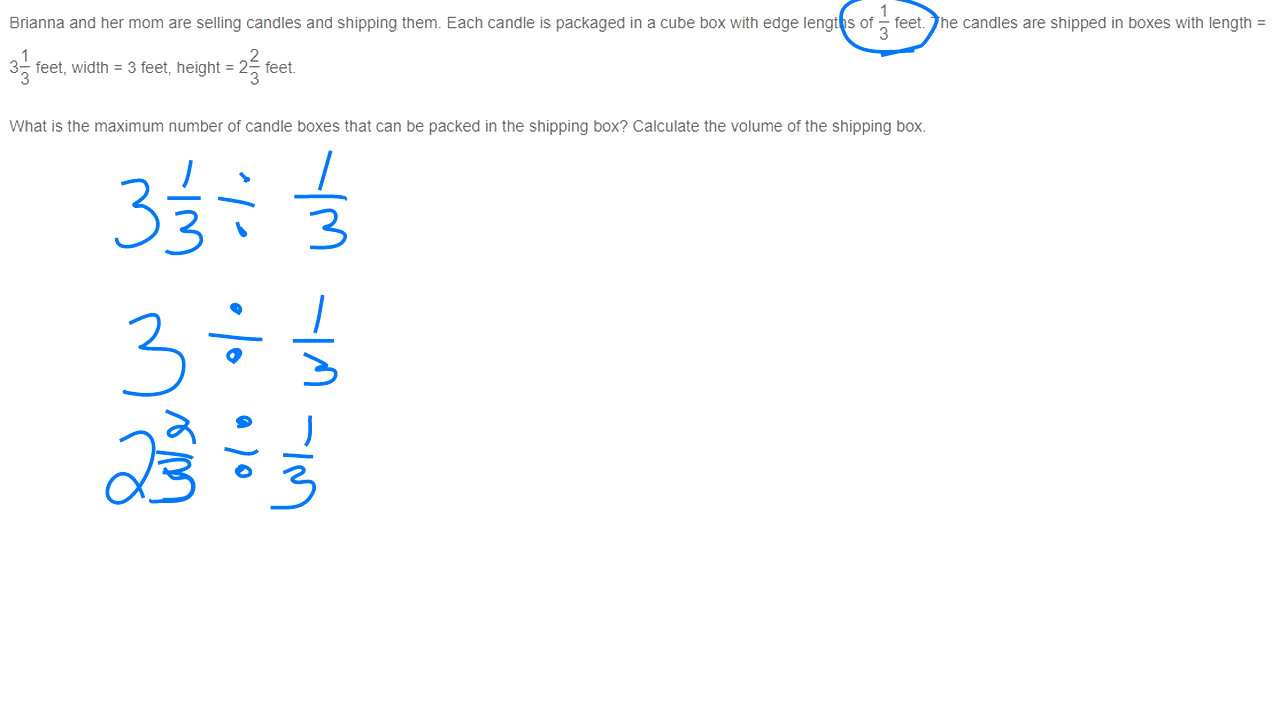 Brianna and her mom are selling candles and shipping them. Each candle is packaged in a cube box with edge lengths of 1/3 feet. The candles are shipped in boxes with length =
3 1/3 feet, width = 3 feet, height = 2 2/3 feet.
What is the maximum number of candle boxes that can be packed in the shipping box? Calculate the volume of the shipping box.
3 1/3 ÷ 1/3
3 ÷ 1/3
2 2/3 ÷ 1/3